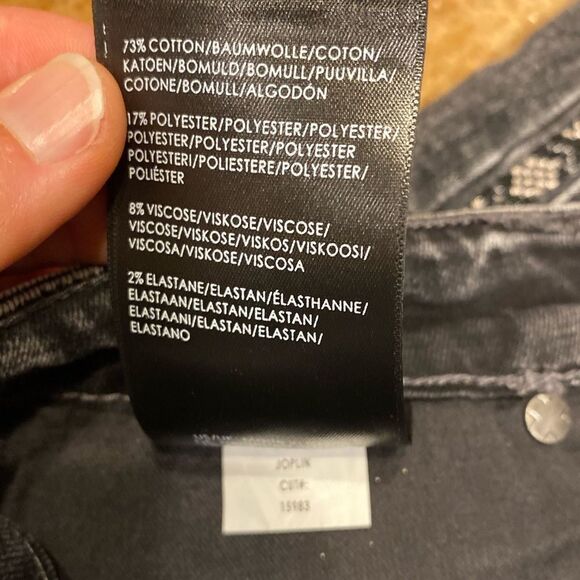 73% COTTON/BAUMWOLLE/COTON/
KATOEN/BOMULD/BOMULL/PUUVILLA/
COTONE/BOMULL/ALGODÓN
17% POLYESTER/POLYESTER/POLYESTER/
POLYESTER/POLYESTER/POLYESTER
POLYESTERI/POLIESTERE/POLYESTER/
POLIÉSTER
8% VISCOSE/VISKOSE/VISCOSE/
VISCOSE/VISKOSE/VISKOS/VISKOOSI/
VISCOSA/VISKOSE/VISCOSA
2% ELASTANE/ELASTAN/ÉLASTHANNE/
ELASTAAN/ELASTAN/ELASTAN/
ELASTAANI/ELASTAN/ELASTAN/
ELASTANO
JOPLIN
CUT#:
15983